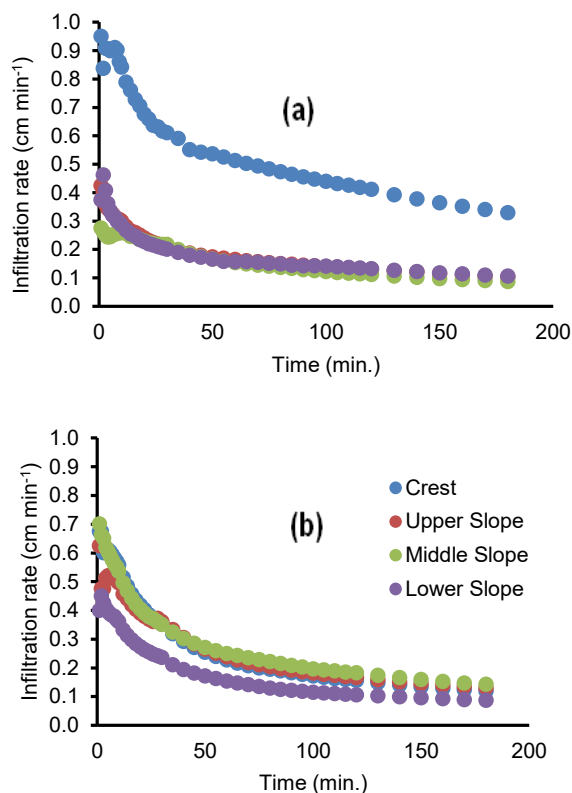 1.0
0.9
0.8
0.7
0.6
0.5
0.4
0.3
0.2
0.1
0.0
Infiltration rate (cm min⁻¹)
(a)
0 50 100 150 200
Time (min.)
1.0
0.9
0.8
0.7
0.6
0.5
0.4
0.3
0.2
0.1
0.0
Infiltration rate (cm min⁻¹)
(b)
Crest
Upper Slope
Middle Slope
Lower Slope
0 50 100 150 200
Time (min.)